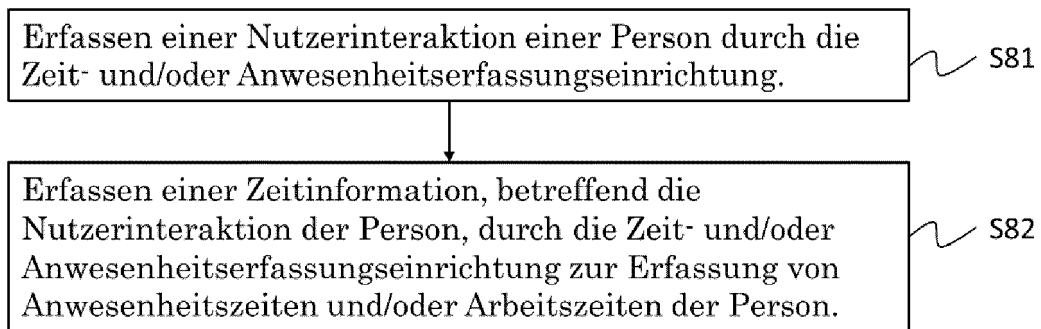 Erfassen einer Nutzerinteraktion einer Person durch die
Zeit- und/oder Anwesenheitserfassungseinrichtung.
S81
Erfassen einer Zeitinformation, betreffend die
Nutzerinteraktion der Person, durch die Zeit- und/oder
Anwesenheitserfassungseinrichtung zur Erfassung von
Anwesenheitszeiten und/oder Arbeitszeiten der Person.
S82